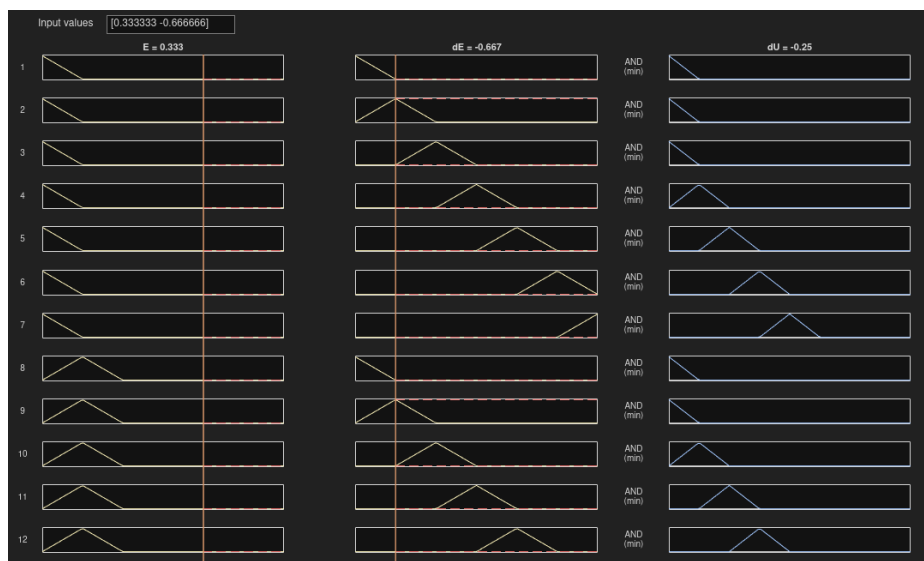 Input values [0.333333 -0.666666]
E = 0.333 dE = -0.667 dU = -0.25
1 AND
(min)
2 AND
(min)
3 AND
(min)
4 AND
(min)
5 AND
(min)
6 AND
(min)
7 AND
(min)
8 AND
(min)
9 AND
(min)
10 AND
(min)
11 AND
(min)
12 AND
(min)